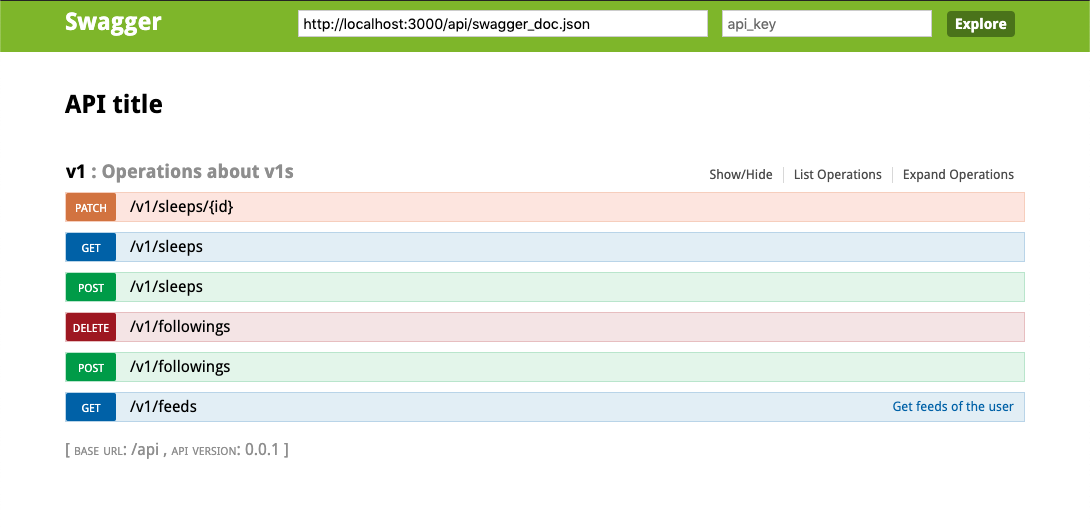 Swagger http://localhost:3000/api/swagger_doc.json api_key Explore
API title
v1 : Operations about v1s Show/Hide List Operations Expand Operations
PATCH /v1/sleeps/{id}
GET /v1/sleeps
POST /v1/sleeps
DELETE /v1/followings
POST /v1/followings
GET /v1/feeds Get feeds of the user
[ BASE URL: /api , API VERSION: 0.0.1 ]